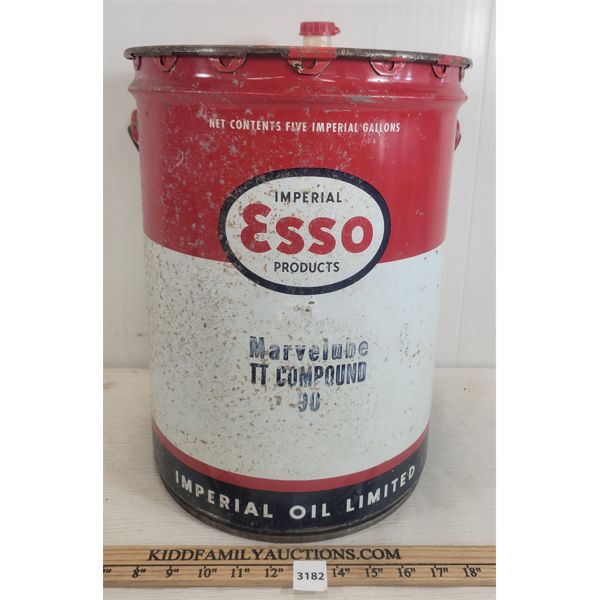 NET CONTENTS FIVE IMPERIAL GALLONS
IMPERIAL
Esso
PRODUCTS
Marvelube
TT COMPOUND
90
IMPERIAL OIL LIMITED
KIDDFAMILYAUCTIONS.COM
7" 8" 9" 10" 11" 12" 14" 15" 16" 17" 18"
3182